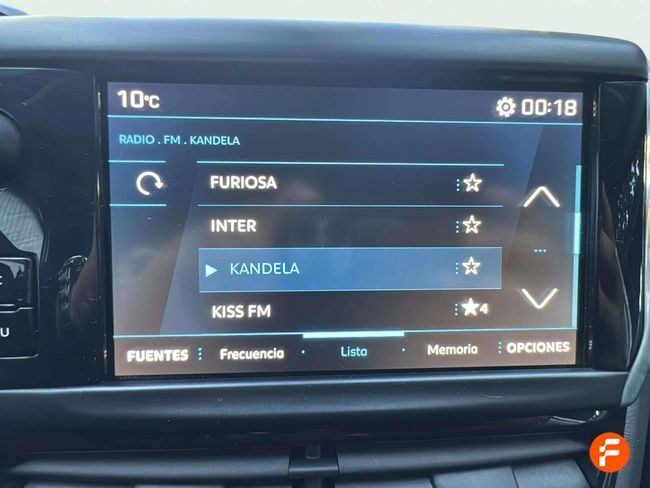 10°C
00:18
RADIO . FM . KANDELA
FURIOSA
INTER
KANDELA
KISS FM
4
FUENTES
Frecuencia
Lista
Memoria
OPCIONES
U